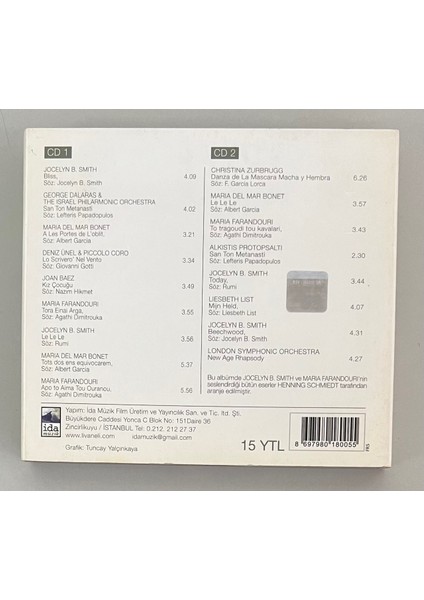 CD 1
JOCELYN B. SMITH
Bliss, 4.09
Söz: Jocelyn B. Smith
GEORGE DALARAS &
THE ISRAEL PHILARMONIC ORCHESTRA
San Ton Metanasti 4.02
Söz: Lefteris Papadopulos
MARIA DEL MAR BONET
A Les Portes De L'oblit, 3.21
Söz: Albert Garcia
DENİZ ÜNEL & PICCOLO CORO
Lo Scrivero' Nel Vento 3.34
Söz: Giovanni Gotti
JOAN BAEZ
Kız Çocuğu 3.49
Söz: Nazim Hikmet
MARIA FARANDOURI
Tora Einai Argá, 3.55
Söz: Agathi Dimitrouka
JOCELYN B. SMITH
Le Le Le 3.56
Söz: Rumi
MARIA DEL MAR BONET
Tots dos ens equivocarem, 5.37
Söz: Albert Garcia
MARIA FARANDOURI
Apo to Alma Tou Ouranou, 5.56
Söz: Agathi Dimitrouka
CD 2
CHRISTINA ZURBRUGG
Danza de La Mascara Macha y Hembra 6.26
Söz: F. Garcia Lorca
MARIA DEL MAR BONET
Le Le Le 3.57
Söz: Albert Garcia
MARIA FARANDOURI
Tó tragoudi tou kavalari, 3.43
Söz: Agathi Dimitrouka
ALKISTIS PROTOPSALTI
San Ton Metanasti 2.30
Söz: Lefteris Papadopulos
JOCELYN B. SMITH
Today, 3.44
Söz: Rumi
LIESBETH LIST
Mijn Held, 4.07
Söz: Liesbeth List
JOCELYN B. SMITH
Beechwood, 4.31
Söz: Jocelyn B. Smith
LONDON SYMPHONIC ORCHESTRA
New Age Rhapsody 4.27
Bu albümde JOCELYN B. SMITH ve MARIA FARANDOURI'nin
seslendirdiği bütün eserler HENNING SCHMIEDT tarafından
aranje edilmiştir.
ida
Yapım: İda Müzik Film Üretim ve Yayıncılık San. ve Tic. ltd. Şti.
Büyükdere Caddesi Yonca C Blok No: 151Daire 36
Zincirlikuyu / İSTANBUL Tel: 0.212. 212 27 37
www.livaneli.com idamuzik@gmail.com
Grafik: Tuncay Yalçınkaya
15 YTL
8 697980 180055
FRS